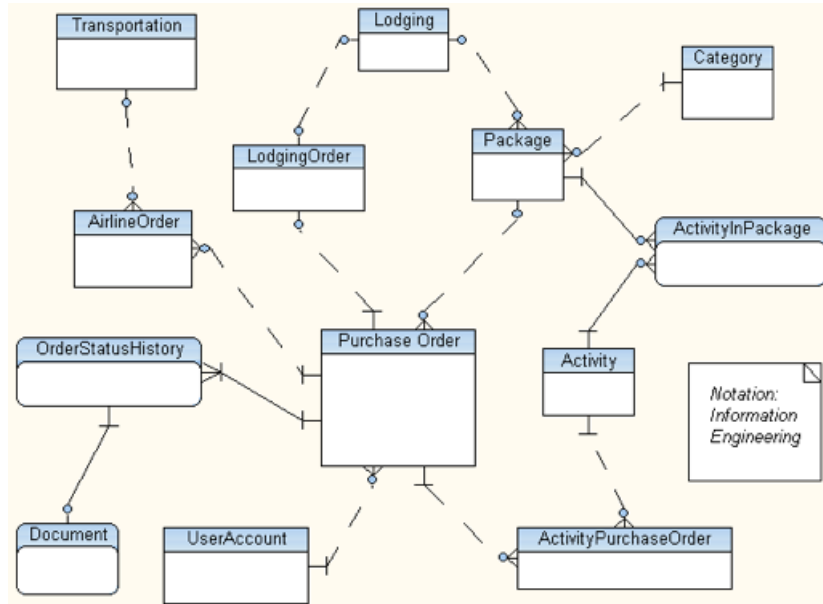 Transportation
Lodging
Category
LodgingOrder
Package
AirlineOrder
ActivityInPackage
OrderStatusHistory
Purchase Order
Activity
Notation:
Information
Engineering
Document
UserAccount
ActivityPurchaseOrder